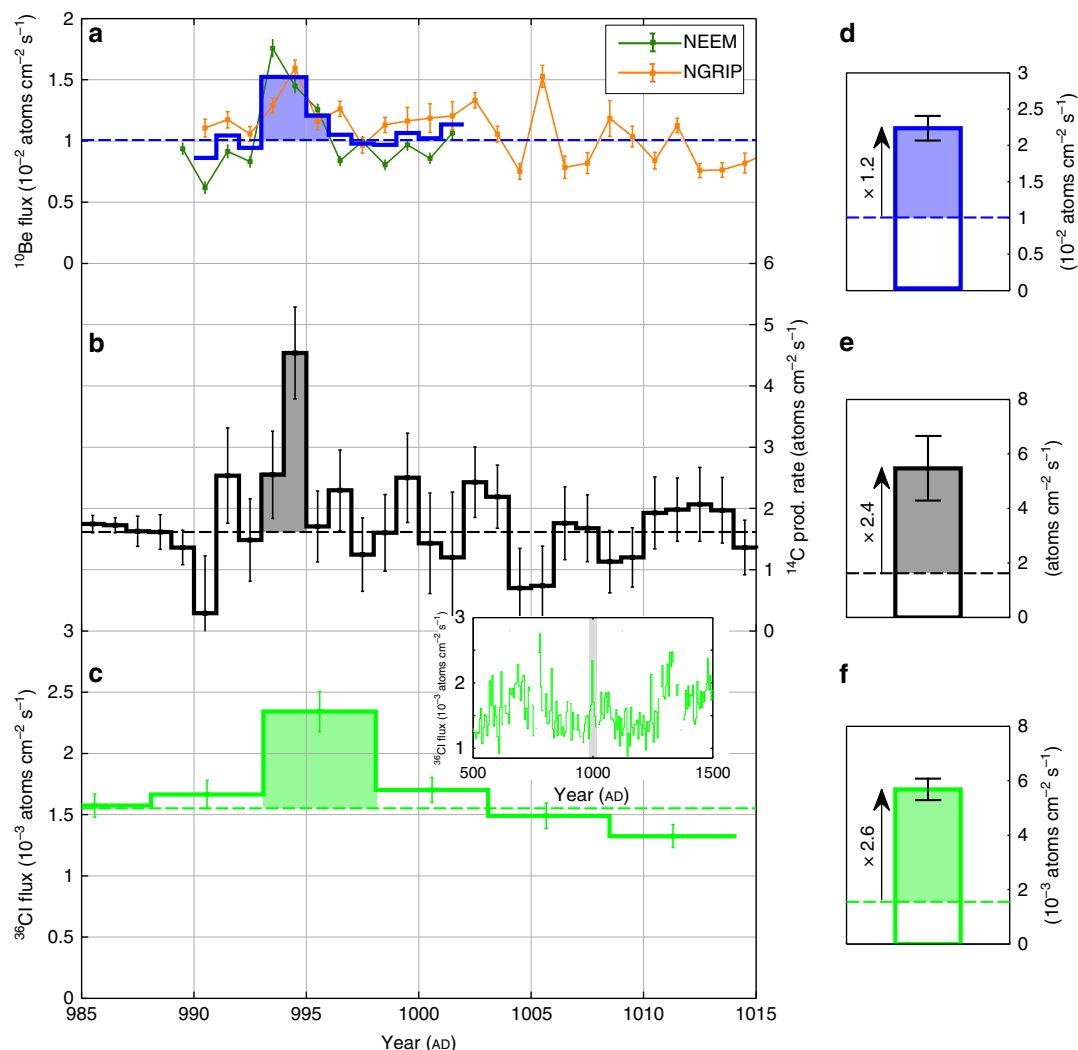 a
2
1.5
1
0.5
0
¹⁰Be flux (10⁻² atoms cm⁻² s⁻¹)
NEEM
NGRIP
b
6
5
4
3
2
1
0
¹⁴C prod. rate (atoms cm⁻² s⁻¹)
c
3
2.5
2
1.5
1
0.5
0
³⁶Cl flux (10⁻³ atoms cm⁻² s⁻¹)
3
2
1
³⁶Cl flux (10⁻³ atoms cm⁻² s⁻¹)
500 1000 1500
Year (AD)
985 990 995 1000 1005 1010 1015
Year (AD)
d
× 1.2
3
2.5
2
1.5
1
0.5
0
(10⁻² atoms cm⁻² s⁻¹)
e
× 2.4
8
6
4
2
0
(atoms cm⁻² s⁻¹)
f
× 2.6
8
6
4
2
0
(10⁻³ atoms cm⁻² s⁻¹)